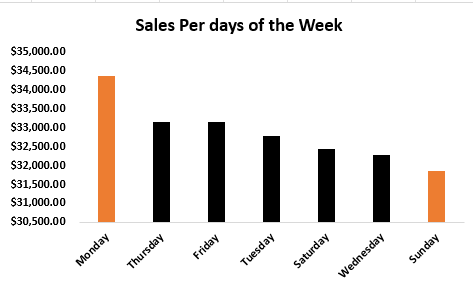 Sales Per days of the Week
$35,000.00
$34,500.00
$34,000.00
$33,500.00
$33,000.00
$32,500.00
$32,000.00
$31,500.00
$31,000.00
$30,500.00
Monday
Thursday
Friday
Tuesday
Saturday
Wednesday
Sunday